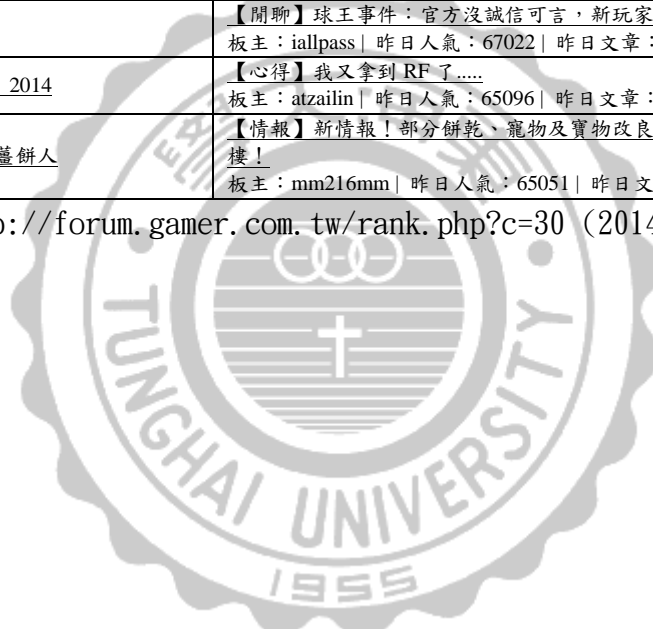 【閒聊】球王事件：官方沒誠信可言，新玩家
板主：iallpass | 昨日人氣：67022 | 昨日文章：
2014
【心得】我又拿到 RF 了.....
板主：atzailin | 昨日人氣：65096 | 昨日文章：
薑餅人
【情報】新情報！部分餅乾、寵物及寶物改良
樓！
板主：mm216mm | 昨日人氣：65051 | 昨日文
p://forum.gamer.com.tw/rank.php?c=30 (2014
TUNGHAI UNIVERSITY
1955